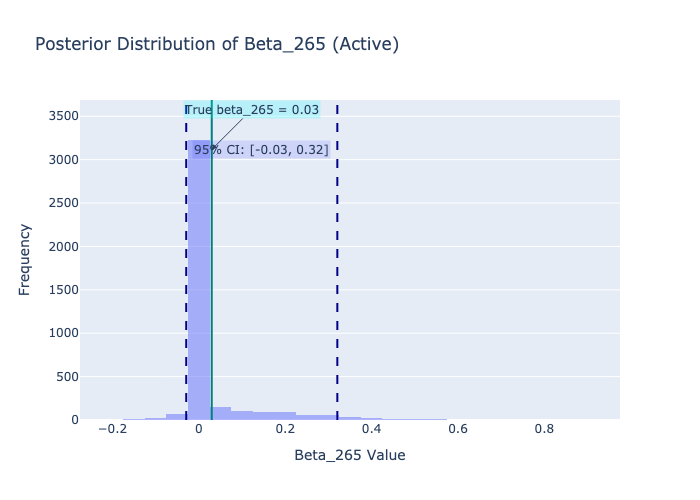 Posterior Distribution of Beta_265 (Active)
True beta_265 = 0.03
95% CI: [-0.03, 0.32]
3500
3000
2500
2000
1500
1000
500
0
Frequency
−0.2 0 0.2 0.4 0.6 0.8
Beta_265 Value